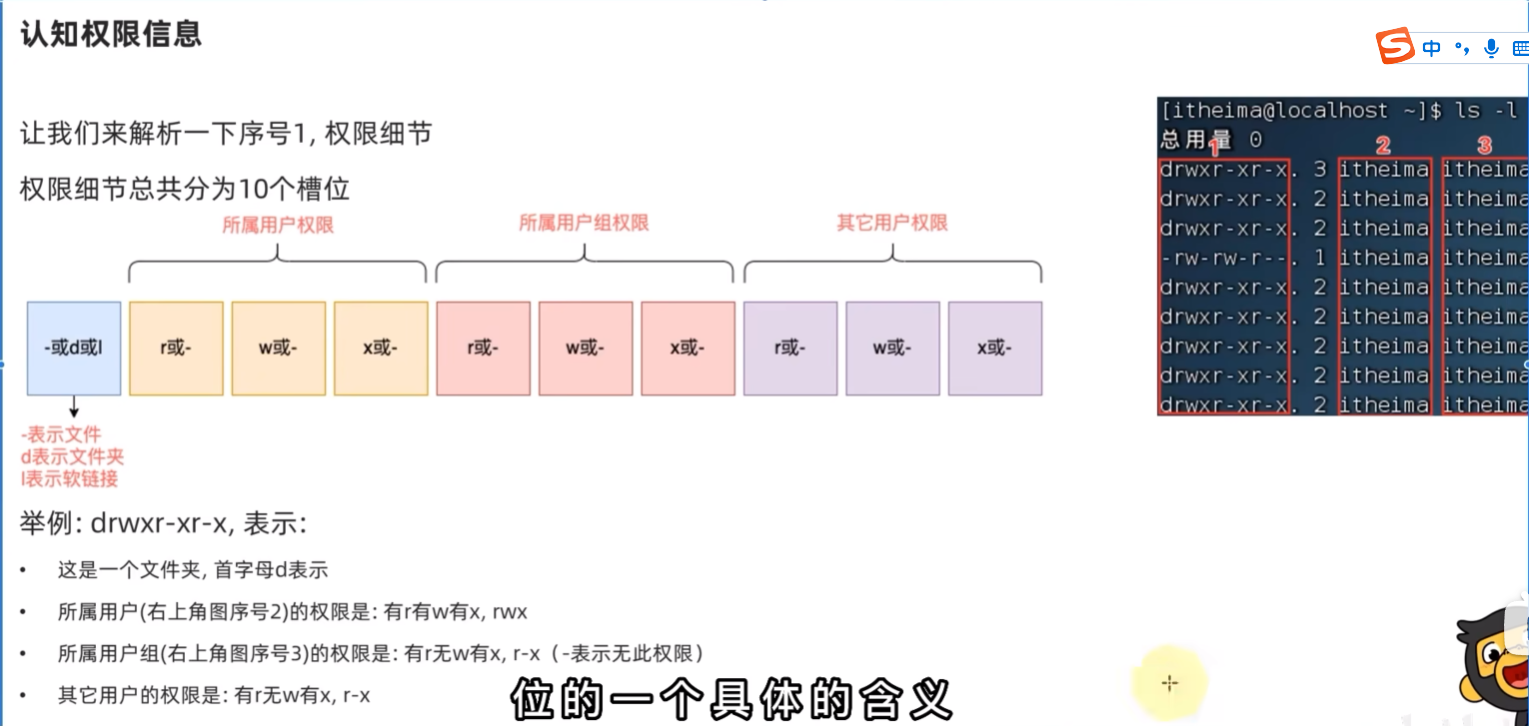 认知权限信息
中
让我们来解析一下序号1, 权限细节
权限细节总共分为10个槽位
所属用户权限
所属用户组权限
其它用户权限
-或d或l
r或-
w或-
x或-
r或-
w或-
x或-
r或-
w或-
x或-
-表示文件
d表示文件夹
l表示软链接
[itheima@localhost ~]$ ls -l
总用量 0
1
2
3
drwxr-xr-x. 3 itheima itheima
drwxr-xr-x. 2 itheima itheima
drwxr-xr-x. 2 itheima itheima
-rw-rw-r--. 1 itheima itheima
drwxr-xr-x. 2 itheima itheima
drwxr-xr-x. 2 itheima itheima
drwxr-xr-x. 2 itheima itheima
drwxr-xr-x. 2 itheima itheima
drwxr-xr-x. 2 itheima itheima
举例: drwxr-xr-x, 表示:
• 这是一个文件夹, 首字母d表示
• 所属用户(右上角图序号2)的权限是: 有r有w有x, rwx
• 所属用户组(右上角图序号3)的权限是: 有r无w有x, r-x（-表示无此权限）
• 其它用户的权限是: 有r无w有x, r-x
位的一个具体的含义